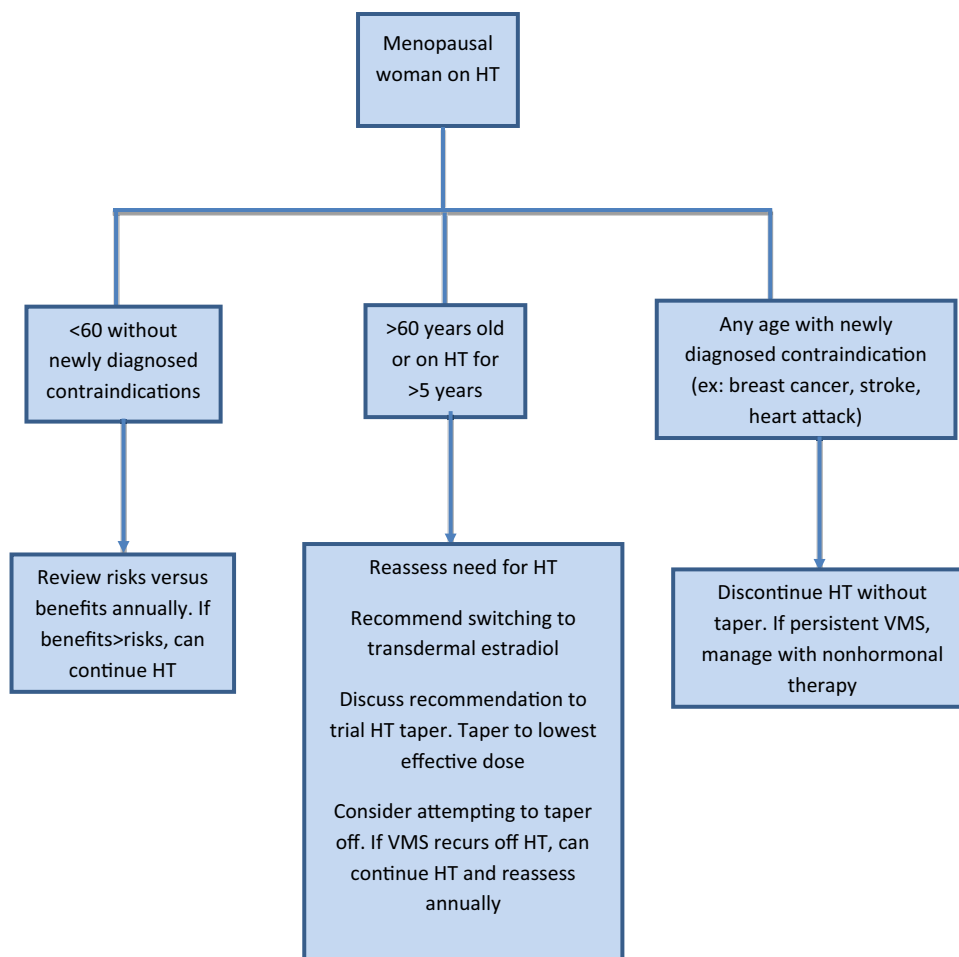 Menopausal
woman on HT
<60 without
newly diagnosed
contraindications
>60 years old
or on HT for
>5 years
Any age with newly
diagnosed contraindication
(ex: breast cancer, stroke,
heart attack)
Review risks versus
benefits annually. If
benefits>risks, can
continue HT
Reassess need for HT
Recommend switching to
transdermal estradiol
Discuss recommendation to
trial HT taper. Taper to lowest
effective dose
Consider attempting to taper
off. If VMS recurs off HT, can
continue HT and reassess
annually
Discontinue HT without
taper. If persistent VMS,
manage with nonhormonal
therapy